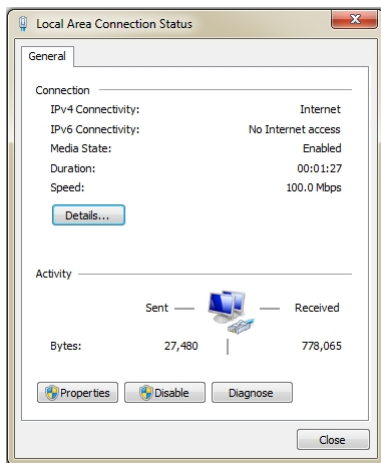 Local Area Connection Status
General
Connection
IPv4 Connectivity: Internet
IPv6 Connectivity: No Internet access
Media State: Enabled
Duration: 00:01:27
Speed: 100.0 Mbps
Details...
Activity
Sent Received
Bytes: 27,480 778,065
Properties Disable Diagnose
Close